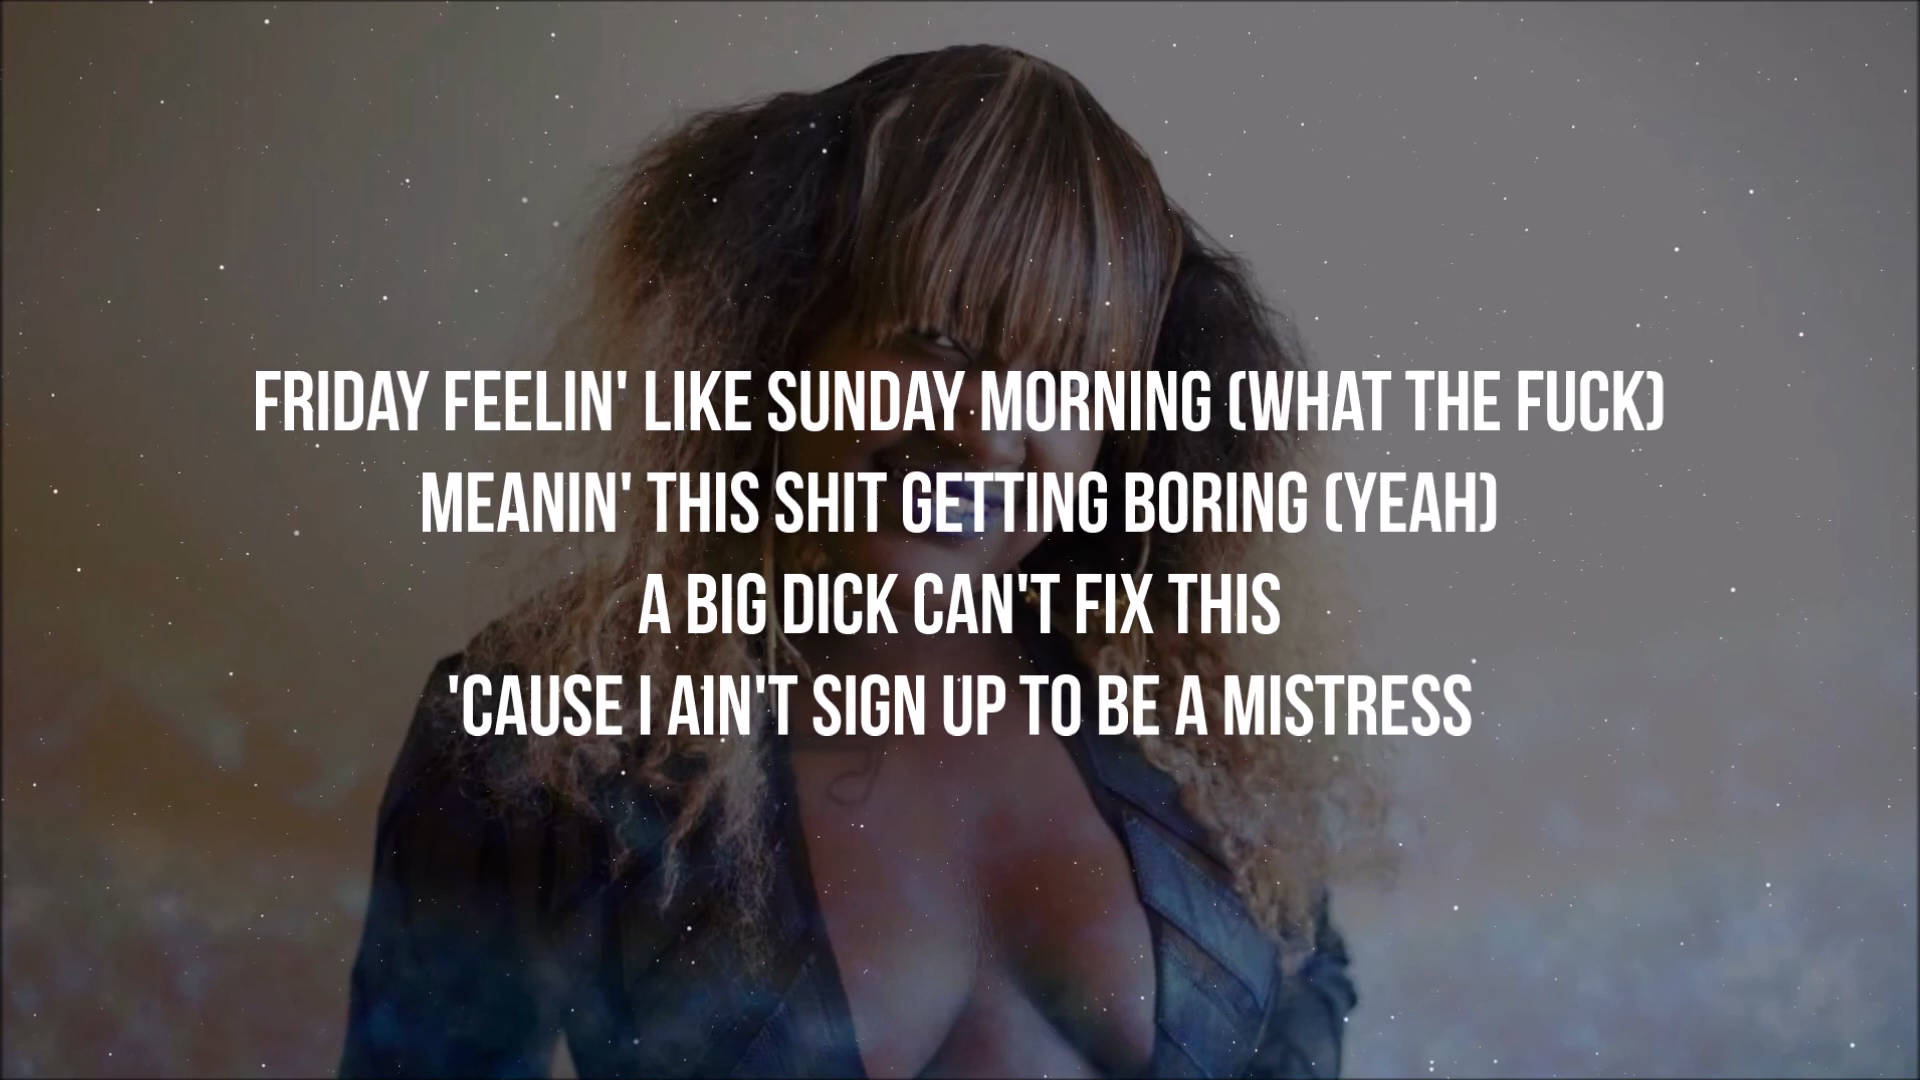 FRIDAY FEELIN' LIKE SUNDAY MORNING (WHAT THE FUCK)
MEANIN' THIS SHIT GETTING BORING (YEAH)
A BIG DICK CAN'T FIX THIS
'CAUSE I AIN'T SIGN UP TO BE A MISTRESS